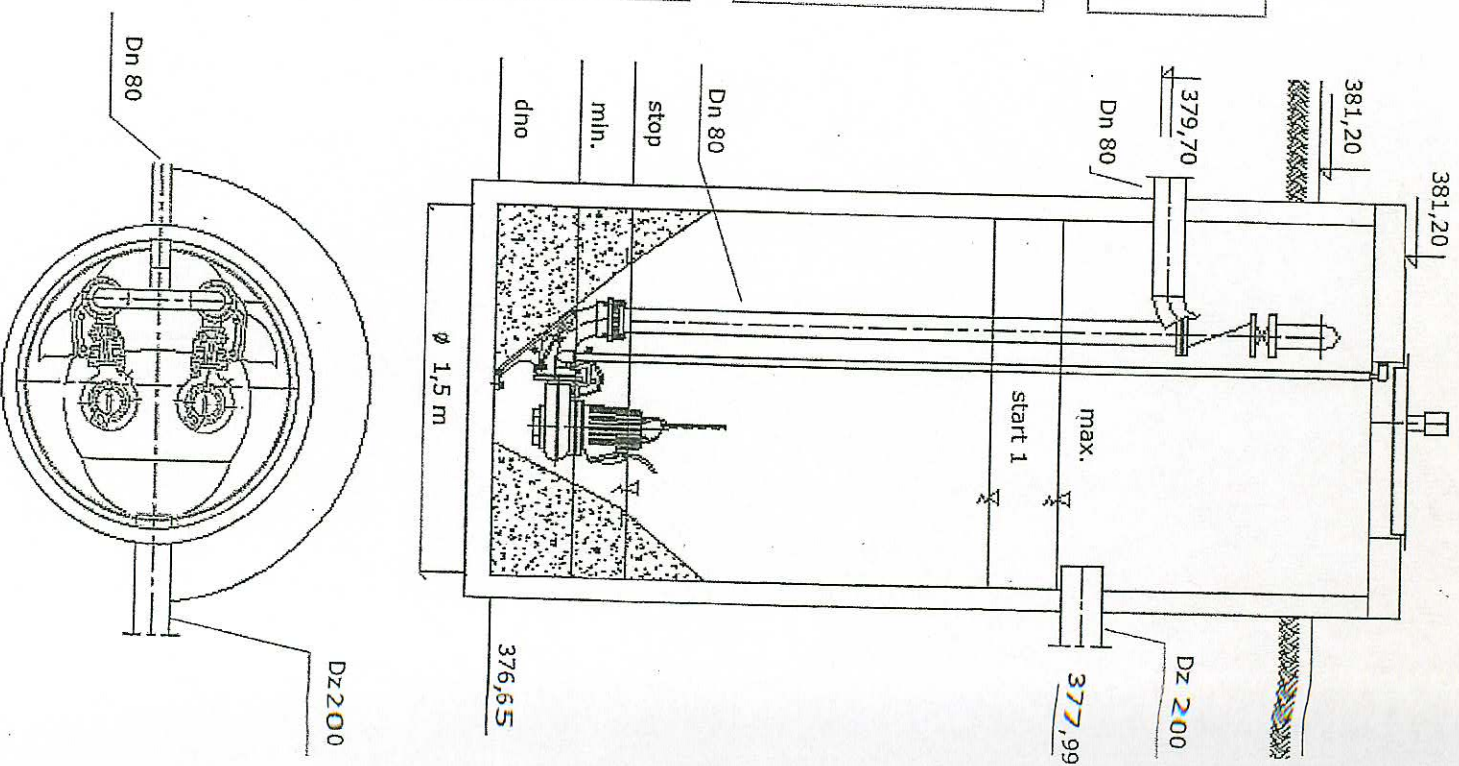 381,20
381,20
379,70
Dn 80
max.
start 1
Dn 80
stop
min.
dno
Dz 200
377,99
376,65
ø 1,5 m
Dn 80
Dz200